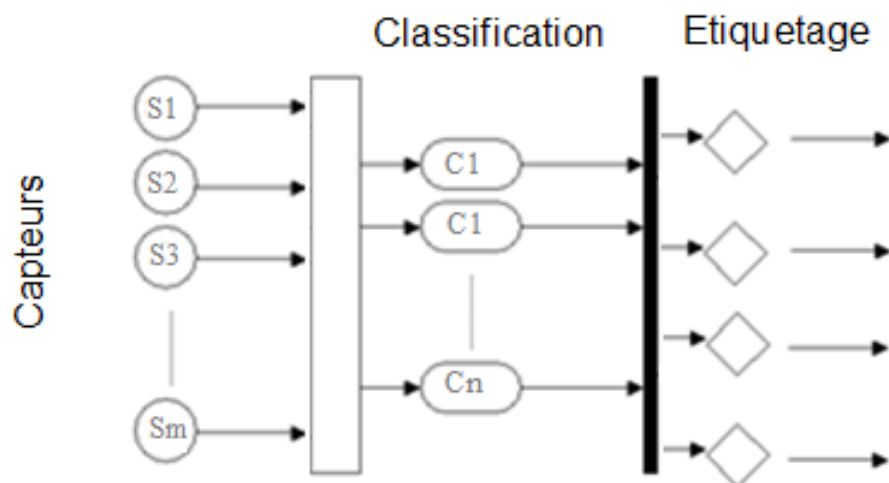 Classification
Etiquetage
Capteurs
S1
S2
S3
Sm
C1
C1
Cn